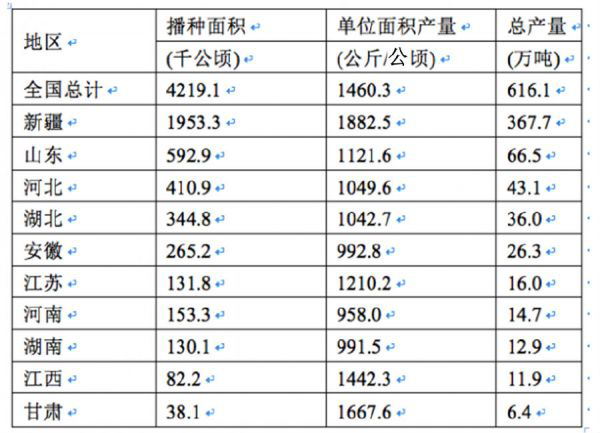 地区 播种面积 单位面积产量 总产量
(千公顷) (公斤/公顷) (万吨)
全国总计 4219.1 1460.3 616.1
新疆 1953.3 1882.5 367.7
山东 592.9 1121.6 66.5
河北 410.9 1049.6 43.1
湖北 344.8 1042.7 36.0
安徽 265.2 992.8 26.3
江苏 131.8 1210.2 16.0
河南 153.3 958.0 14.7
湖南 130.1 991.5 12.9
江西 82.2 1442.3 11.9
甘肃 38.1 1667.6 6.4